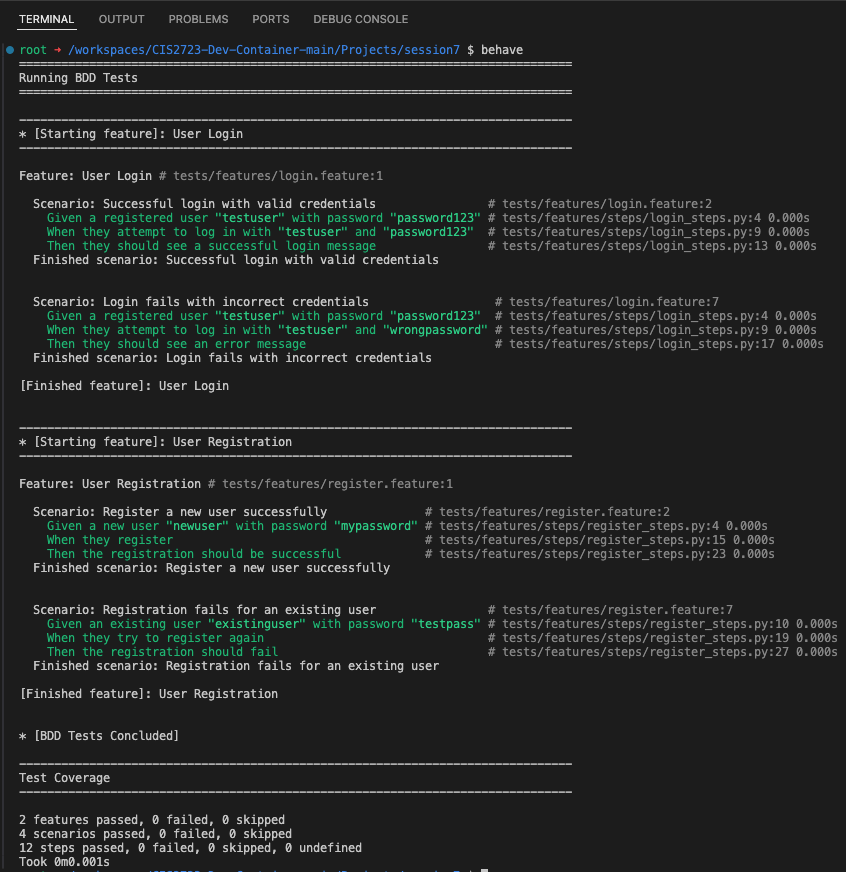 TERMINAL OUTPUT PROBLEMS PORTS DEBUG CONSOLE
root → /workspaces/CIS2723-Dev-Container-main/Projects/session7 $ behave
Running BDD Tests
* [Starting feature]: User Login
Feature: User Login # tests/features/login.feature:1
Scenario: Successful login with valid credentials # tests/features/login.feature:2
Given a registered user "testuser" with password "password123" # tests/features/steps/login_steps.py:4 0.000s
When they attempt to log in with "testuser" and "password123" # tests/features/steps/login_steps.py:9 0.000s
Then they should see a successful login message # tests/features/steps/login_steps.py:13 0.000s
Finished scenario: Successful login with valid credentials
Scenario: Login fails with incorrect credentials # tests/features/login.feature:7
Given a registered user "testuser" with password "password123" # tests/features/steps/login_steps.py:4 0.000s
When they attempt to log in with "testuser" and "wrongpassword" # tests/features/steps/login_steps.py:9 0.000s
Then they should see an error message # tests/features/steps/login_steps.py:17 0.000s
Finished scenario: Login fails with incorrect credentials
[Finished feature]: User Login
* [Starting feature]: User Registration
Feature: User Registration # tests/features/register.feature:1
Scenario: Register a new user successfully # tests/features/register.feature:2
Given a new user "newuser" with password "mypassword" # tests/features/steps/register_steps.py:4 0.000s
When they register # tests/features/steps/register_steps.py:15 0.000s
Then the registration should be successful # tests/features/steps/register_steps.py:23 0.000s
Finished scenario: Register a new user successfully
Scenario: Registration fails for an existing user # tests/features/register.feature:7
Given an existing user "existinguser" with password "testpass" # tests/features/steps/register_steps.py:10 0.000s
When they try to register again # tests/features/steps/register_steps.py:19 0.000s
Then the registration should fail # tests/features/steps/register_steps.py:27 0.000s
Finished scenario: Registration fails for an existing user
[Finished feature]: User Registration
* [BDD Tests Concluded]
Test Coverage
2 features passed, 0 failed, 0 skipped
4 scenarios passed, 0 failed, 0 skipped
12 steps passed, 0 failed, 0 skipped, 0 undefined
Took 0m0.001s